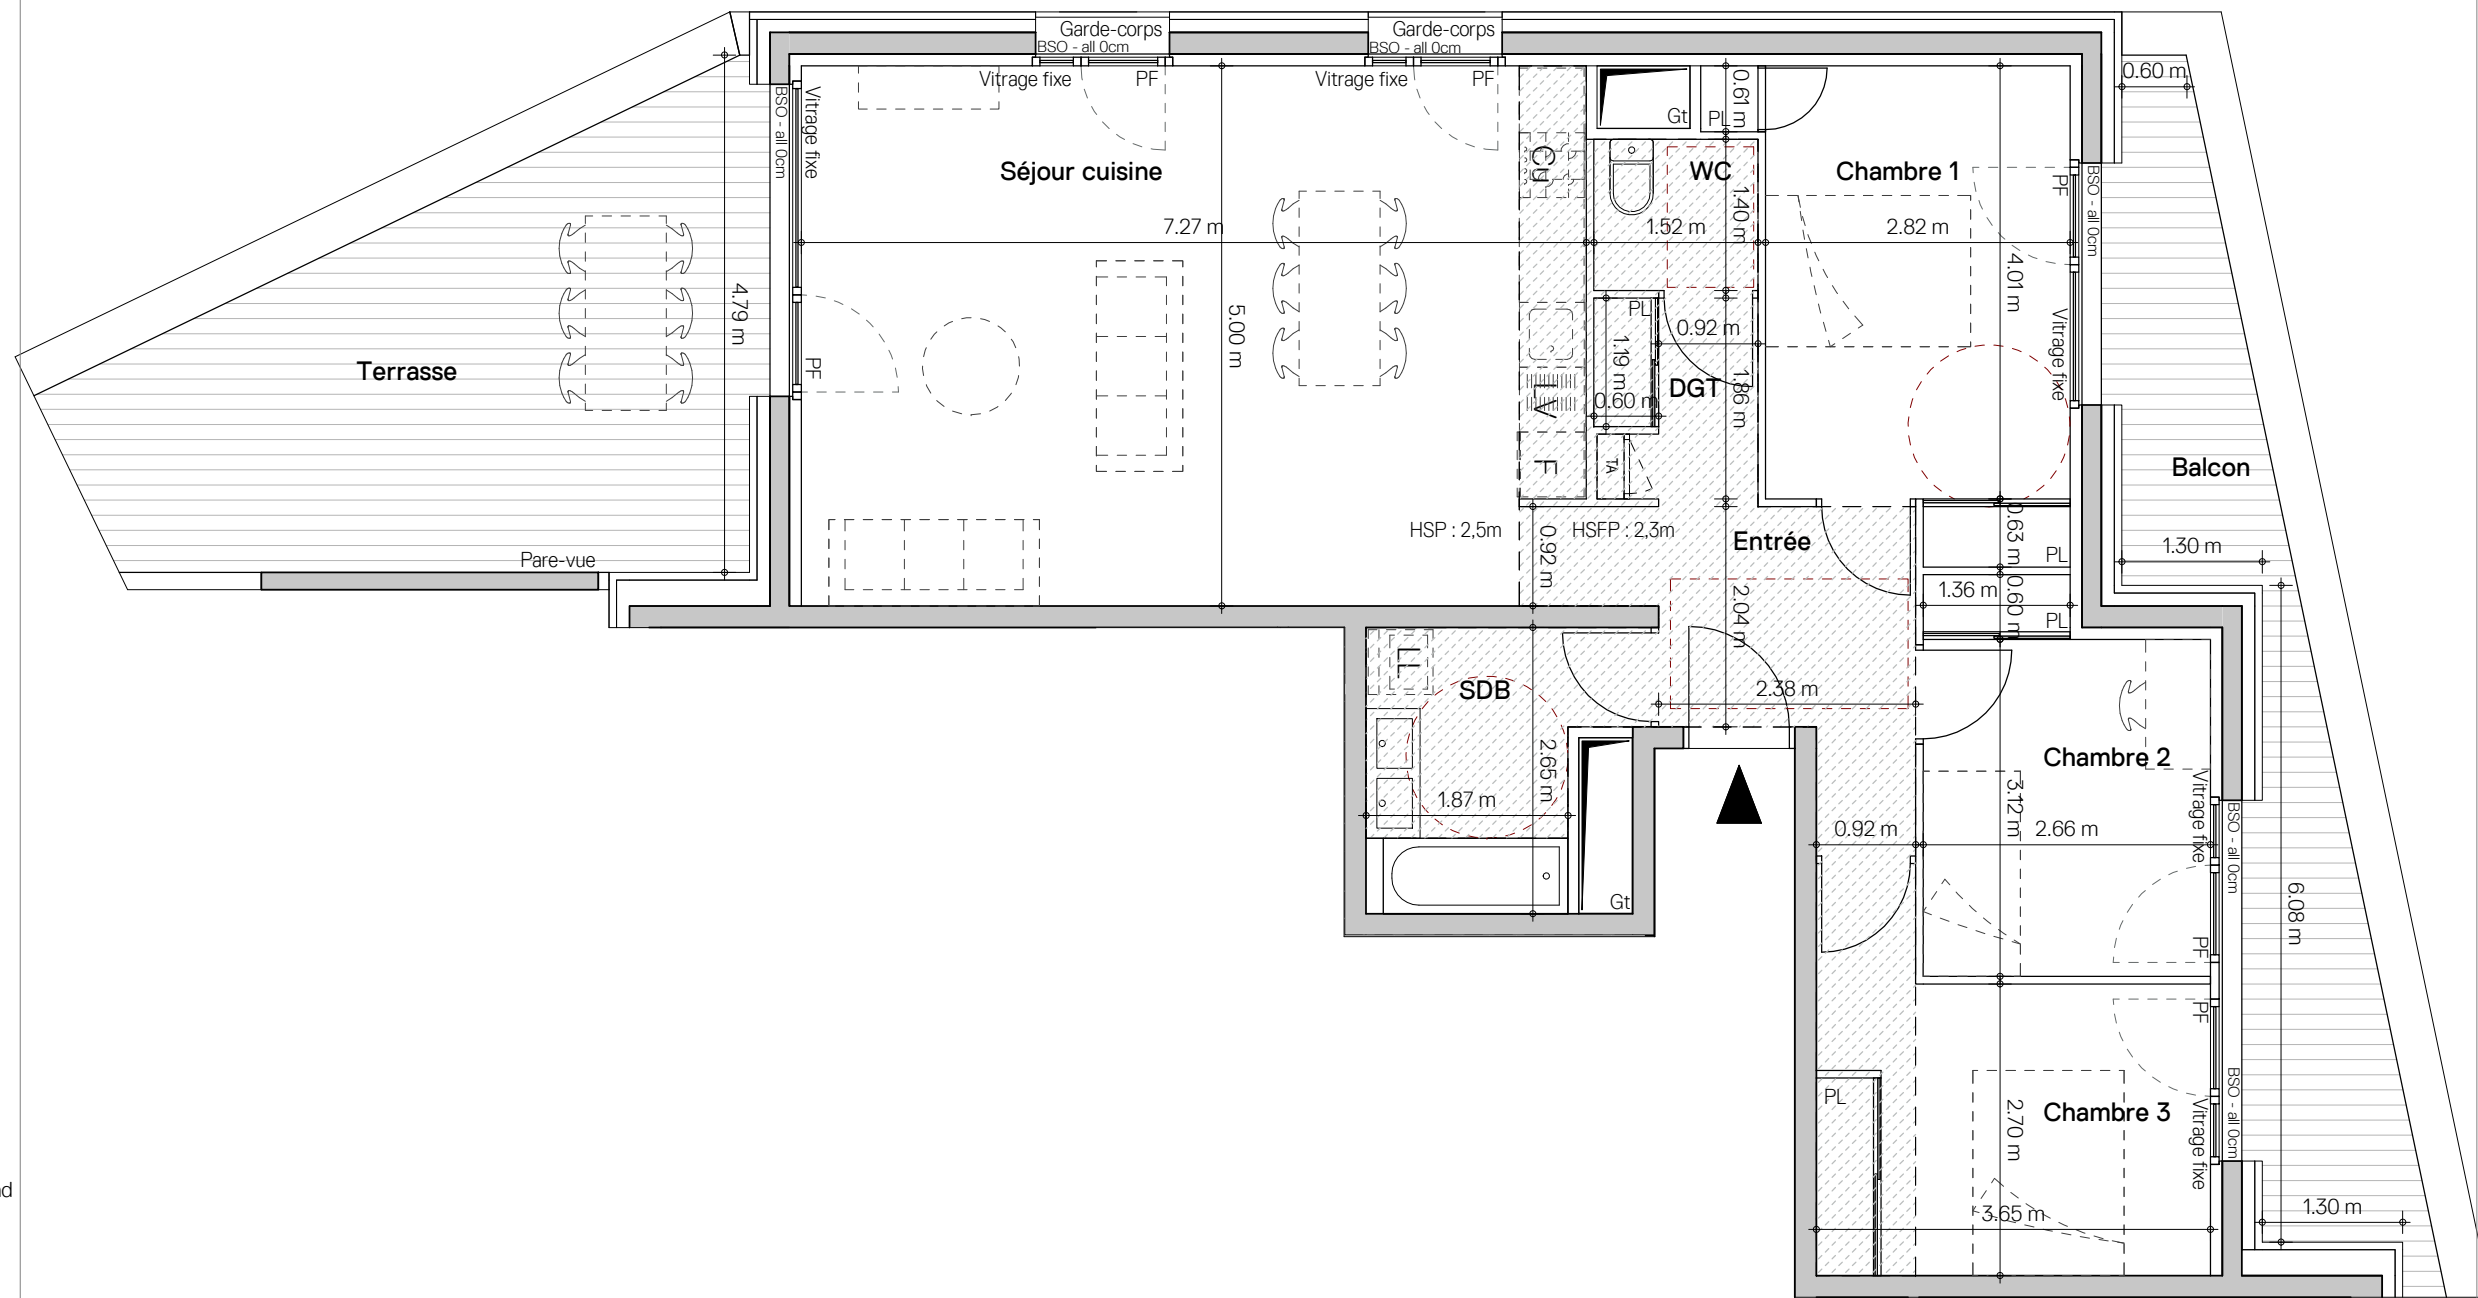 Garde-corps
BSO - all 0cm
Vitrage fixe
PF
Garde-corps
BSO - all 0cm
Vitrage fixe
PF
BSO - all 0cm
Vitrage fixe
PF
Séjour cuisine
7.27 m
5.00 m
Terrasse
4.79 m
Pare-vue
Cu
LV
F
Gt
PL
0.61 m
WC
1.40 m
1.52 m
PL
0.92 m
1.19 m
0.60 m
DGT
1.86 m
TA
Chambre 1
2.82 m
4.01 m
PF
BSO - all 0cm
Vitrage fixe
0.60 m
Balcon
1.30 m
HSP : 2,5m
HSFP : 2,3m
0.92 m
Entrée
2.04 m
2.38 m
0.63 m
PL
1.36 m
0.60 m
PL
LL
SDB
2.65 m
1.87 m
Gt
Chambre 2
3.12 m
0.92 m
2.66 m
Vitrage fixe
BSO - all 0cm
PF
6.08 m
PF
BSO - all 0cm
Vitrage fixe
PL
Chambre 3
2.70 m
3.65 m
1.30 m